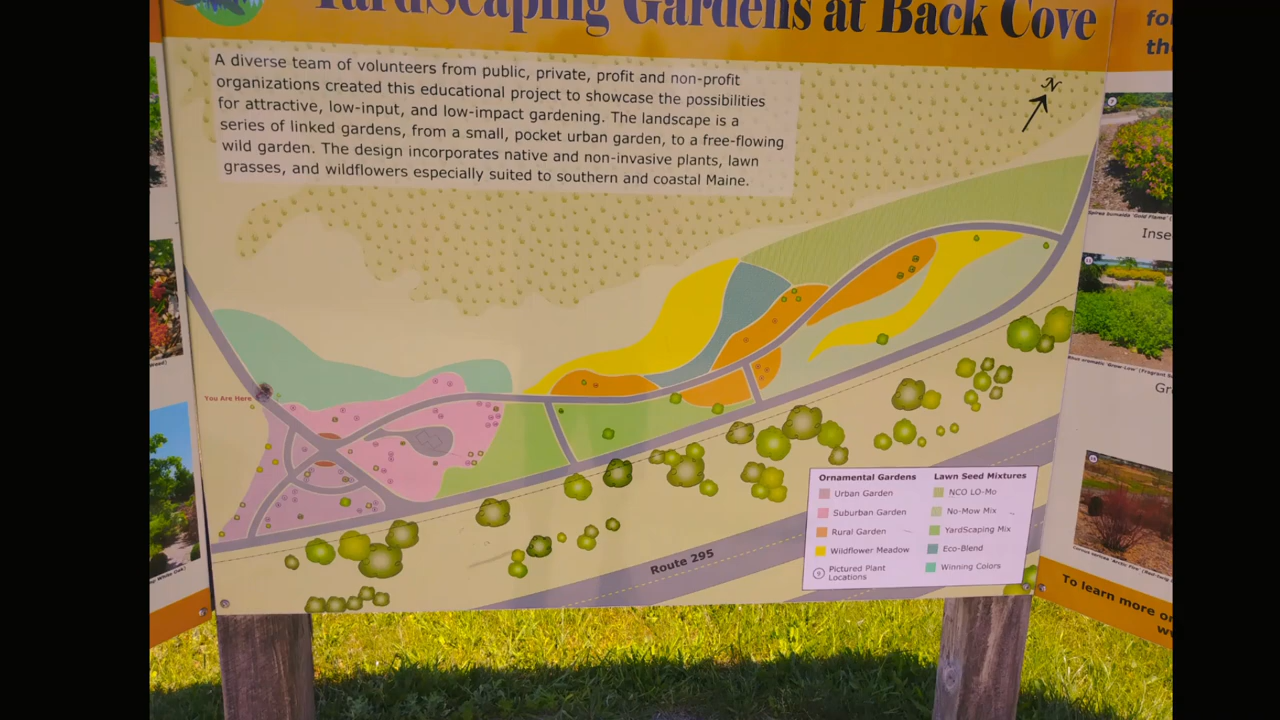 YardScaping Gardens at Back Cove
A diverse team of volunteers from public, private, profit and non-profit
organizations created this educational project to showcase the possibilities
for attractive, low-input, and low-impact gardening. The landscape is a
series of linked gardens, from a small, pocket urban garden, to a free-flowing
wild garden. The design incorporates native and non-invasive plants, lawn
grasses, and wildflowers especially suited to southern and coastal Maine.
N
You Are Here
Route 295
Ornamental Gardens
Urban Garden
Suburban Garden
Rural Garden
Wildflower Meadow
Pictured Plant
Locations
Lawn Seed Mixtures
NCO LO-Mo
No-Mow Mix
YardScaping Mix
Eco-Blend
Winning Colors
fo
the
Inse
Gr
To learn more o
w